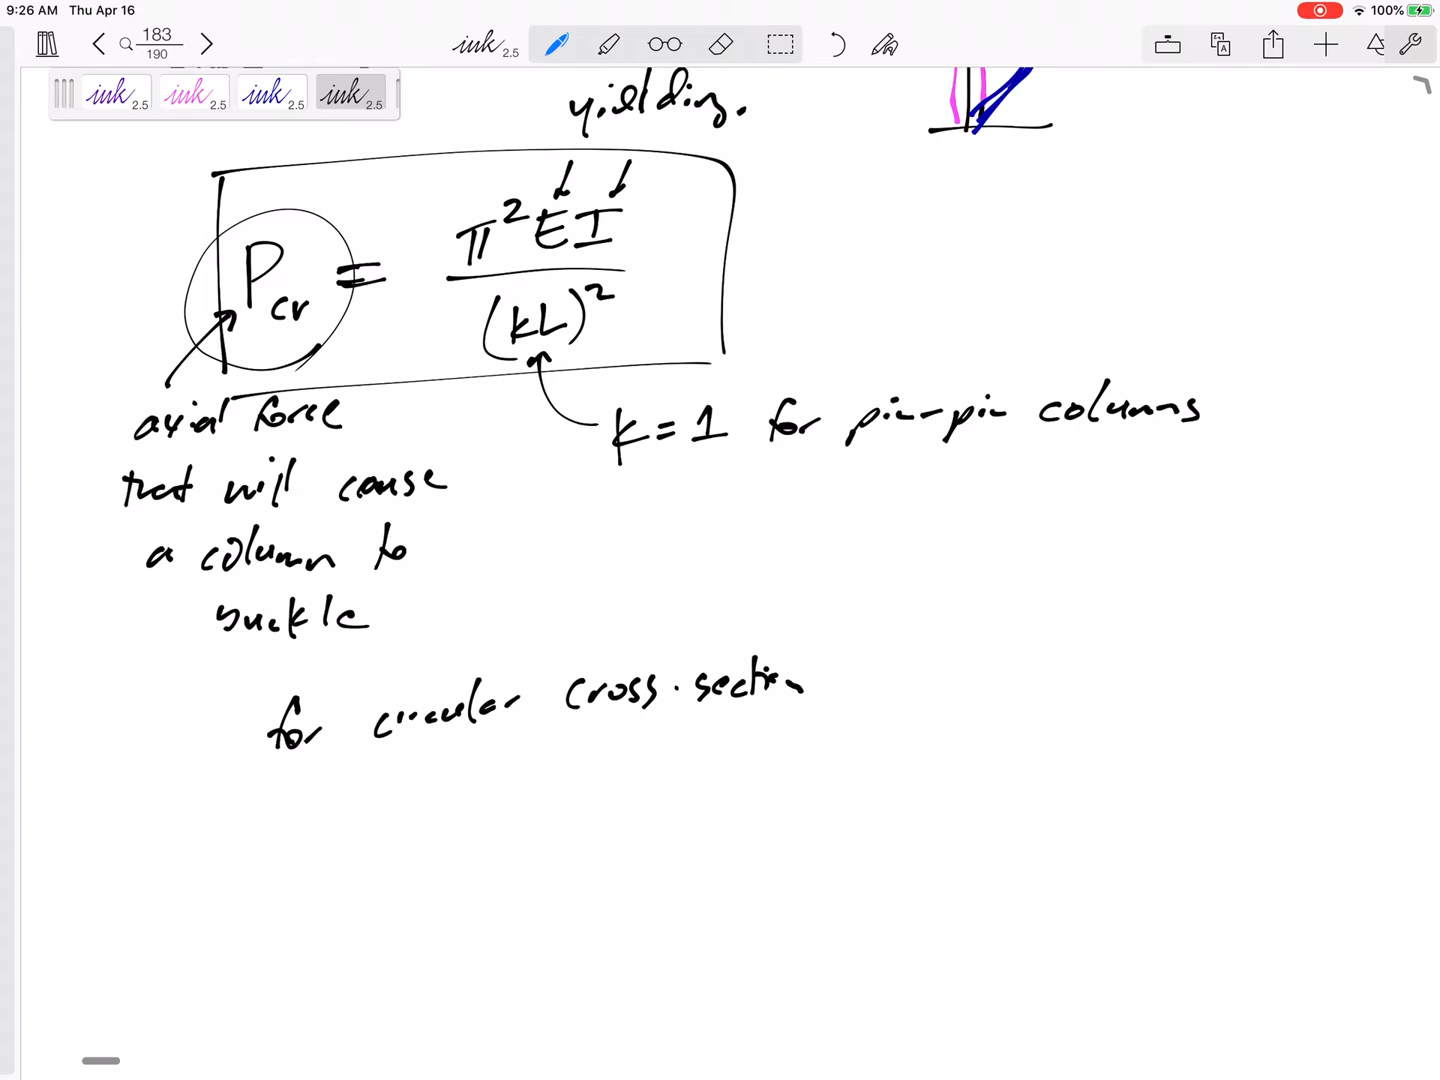 9:26 AM Thu Apr 16
100%
183
190
ink 2.5
ink 2.5
ink 2.5
ink 2.5
ink 2.5
yielding.
P_cr = π² E I / (kL)²
k = 1 for pin-pin columns
axial force
that will cause
a column to
buckle
for circular cross-section